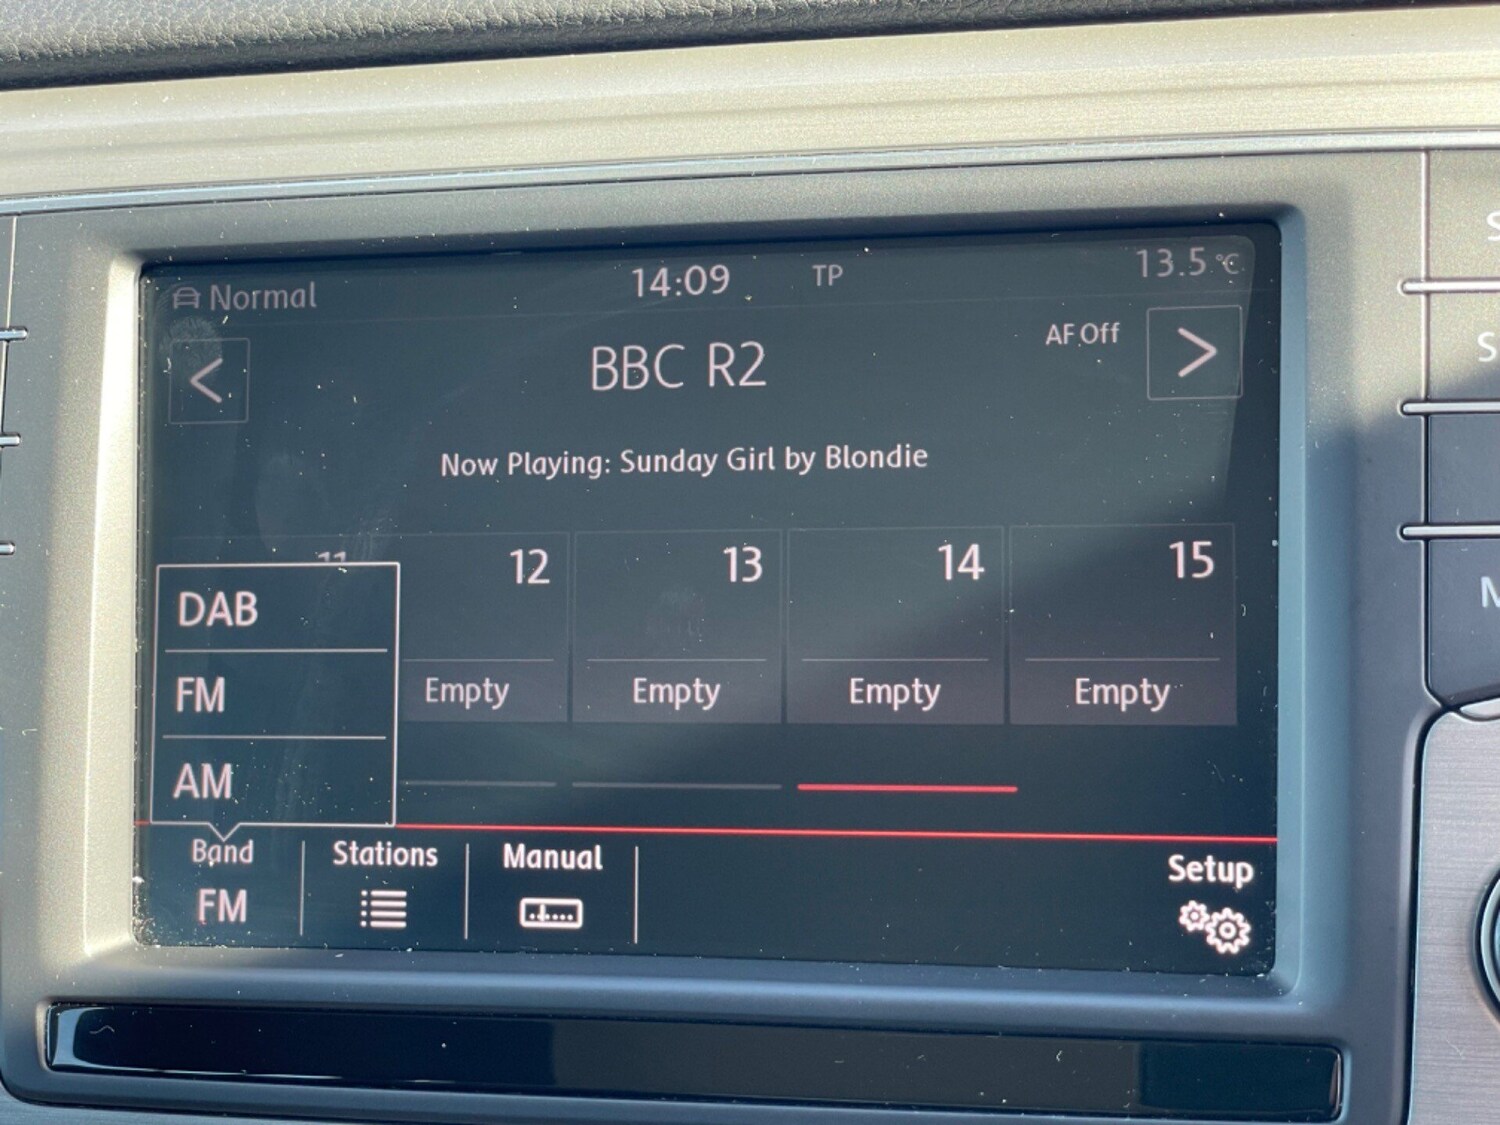 Normal
14:09
TP
13.5 °C
AF Off
BBC R2
<
>
Now Playing: Sunday Girl by Blondie
11
12
13
14
15
DAB
FM
AM
Empty
Empty
Empty
Empty
Band
FM
Stations
Manual
Setup